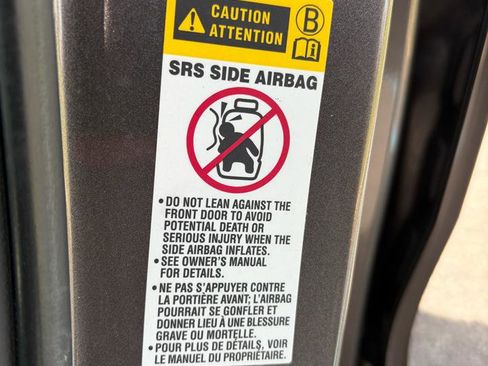 CAUTION
ATTENTION
B
i
SRS SIDE AIRBAG
• DO NOT LEAN AGAINST THE
FRONT DOOR TO AVOID
POTENTIAL DEATH OR
SERIOUS INJURY WHEN THE
SIDE AIRBAG INFLATES.
• SEE OWNER'S MANUAL
FOR DETAILS.
• NE PAS S'APPUYER CONTRE
LA PORTIÈRE AVANT; L'AIRBAG
POURRAIT SE GONFLER ET
DONNER LIEU À UNE BLESSURE
GRAVE OU MORTELLE.
• POUR PLUS DE DÉTAILS, VOIR
LE MANUEL DU PROPRIÉTAIRE.